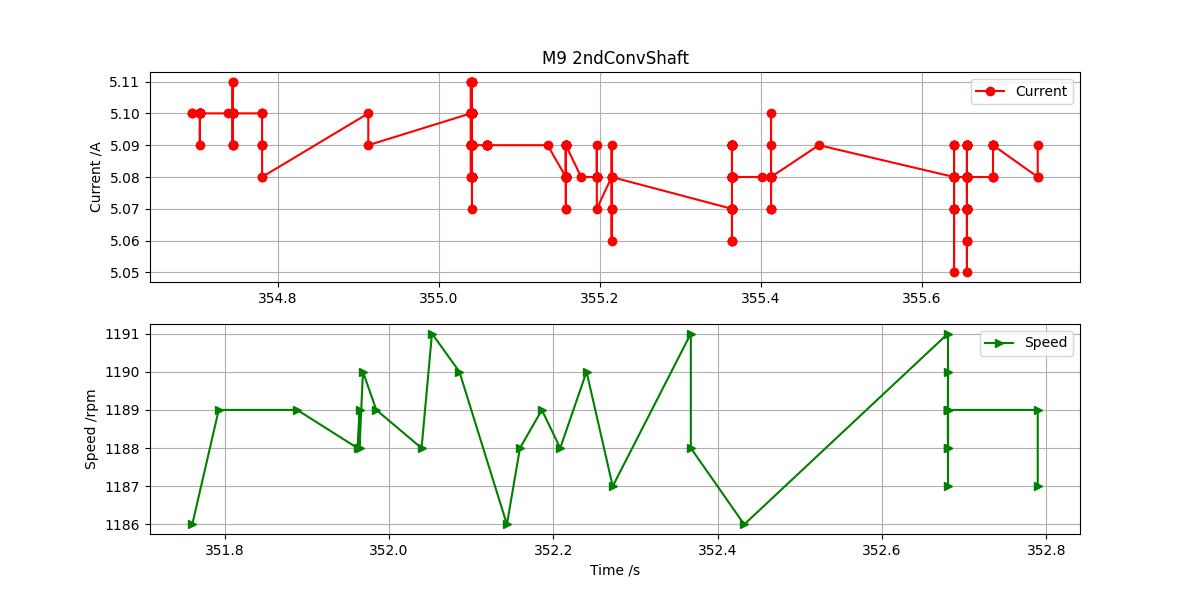 M9 2ndConvShaft
Current /A
5.11
5.10
5.09
5.08
5.07
5.06
5.05
Current
354.8 355.0 355.2 355.4 355.6
Speed /rpm
1191
1190
1189
1188
1187
1186
Speed
351.8 352.0 352.2 352.4 352.6 352.8
Time /s